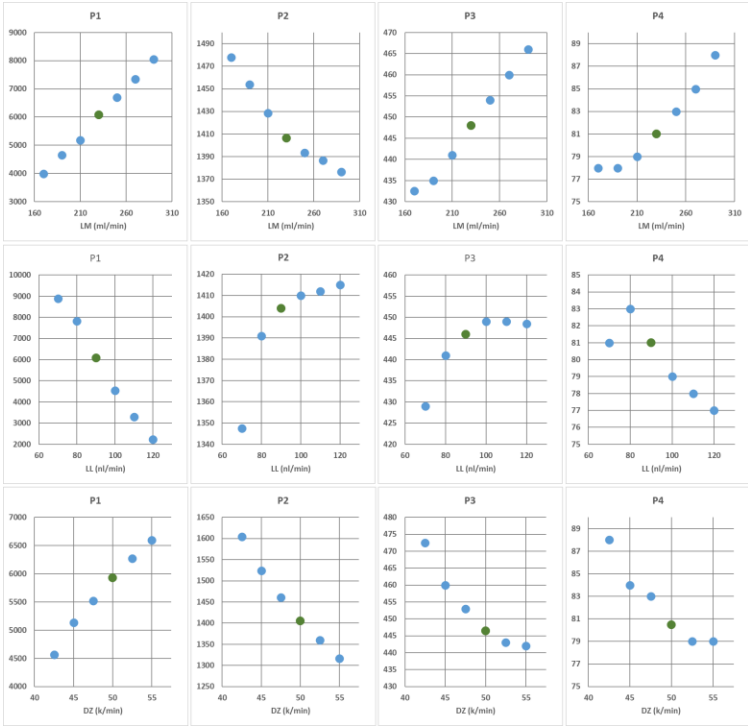 P1
9000
8000
7000
6000
5000
4000
3000
160 210 260 310
LM (ml/min)
P2
1490
1470
1450
1430
1410
1390
1370
1350
160 210 260 310
LM (ml/min)
P3
470
465
460
455
450
445
440
435
430
160 210 260 310
LM (ml/min)
P4
89
87
85
83
81
79
77
75
160 210 260 310
LM (ml/min)
P1
10000
9000
8000
7000
6000
5000
4000
3000
2000
60 80 100 120
LL (nl/min)
P2
1420
1410
1400
1390
1380
1370
1360
1350
1340
60 80 100 120
LL (nl/min)
P3
460
455
450
445
440
435
430
425
420
60 80 100 120
LL (nl/min)
P4
85
84
83
82
81
80
79
78
77
76
75
60 80 100 120
LL (nl/min)
P1
7000
6500
6000
5500
5000
4500
4000
40 45 50 55
DZ (k/min)
P2
1650
1600
1550
1500
1450
1400
1350
1300
1250
40 45 50 55
DZ (k/min)
P3
480
470
460
450
440
430
40 45 50 55
DZ (k/min)
P4
89
87
85
83
81
79
77
75
40 45 50 55
DZ (k/min)